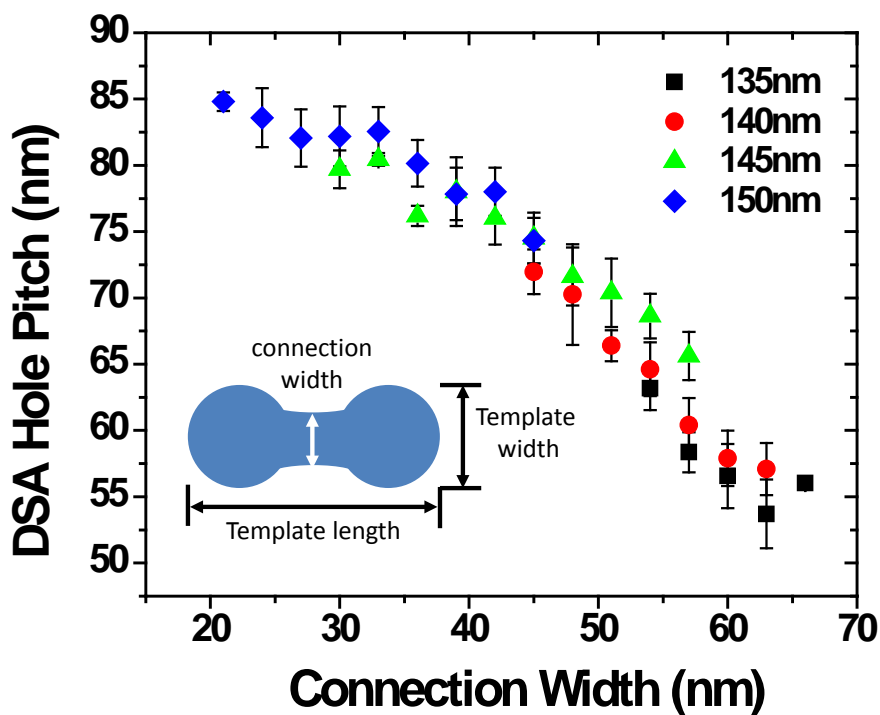 DSA Hole Pitch (nm)
90
85
80
75
70
65
60
55
50
135nm
140nm
145nm
150nm
connection
width
Template
width
Template length
20
30
40
50
60
70
Connection Width (nm)